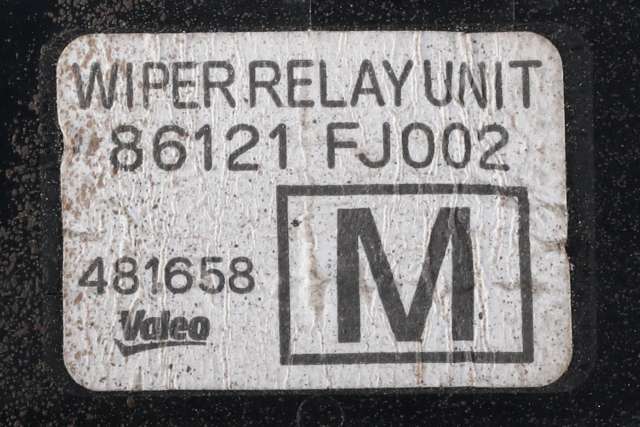 WIPER RELAY UNIT
86121 FJ002
M
481658
Valeo